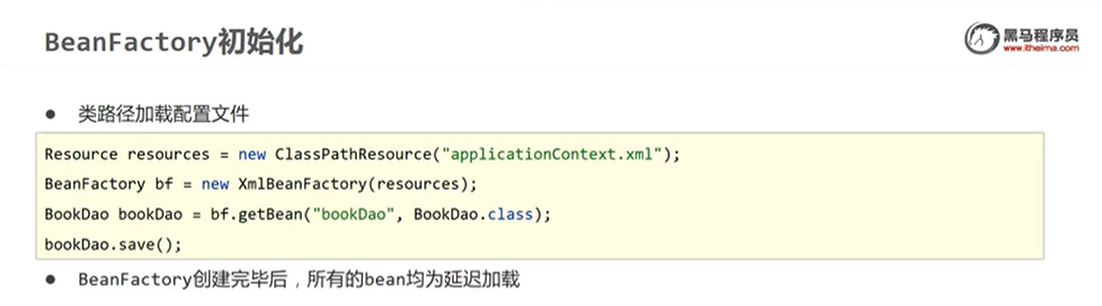 BeanFactory初始化
黑马程序员
www.itheima.com
● 类路径加载配置文件
Resource resources = new ClassPathResource("applicationContext.xml");
BeanFactory bf = new XmlBeanFactory(resources);
BookDao bookDao = bf.getBean("bookDao", BookDao.class);
bookDao.save();
● BeanFactory创建完毕后，所有的bean均为延迟加载